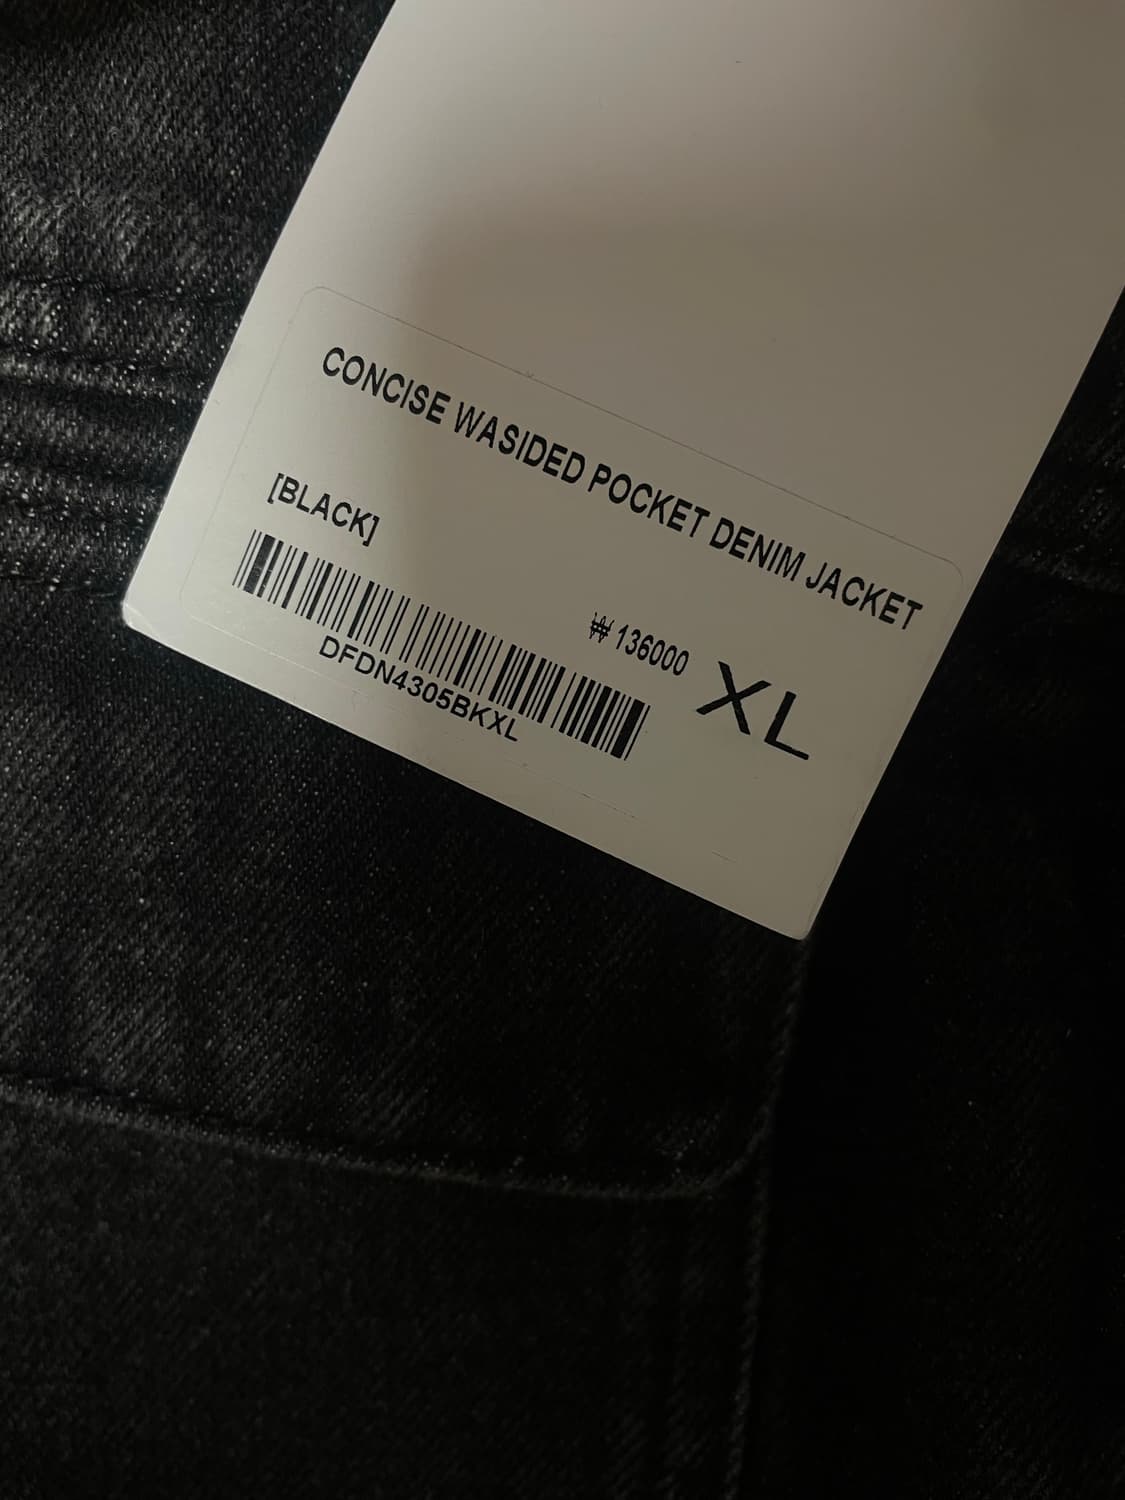 CONCISE WASIDED POCKET DENIM JACKET
[BLACK]
₩ 136000
XL
DFDN4305BKXL